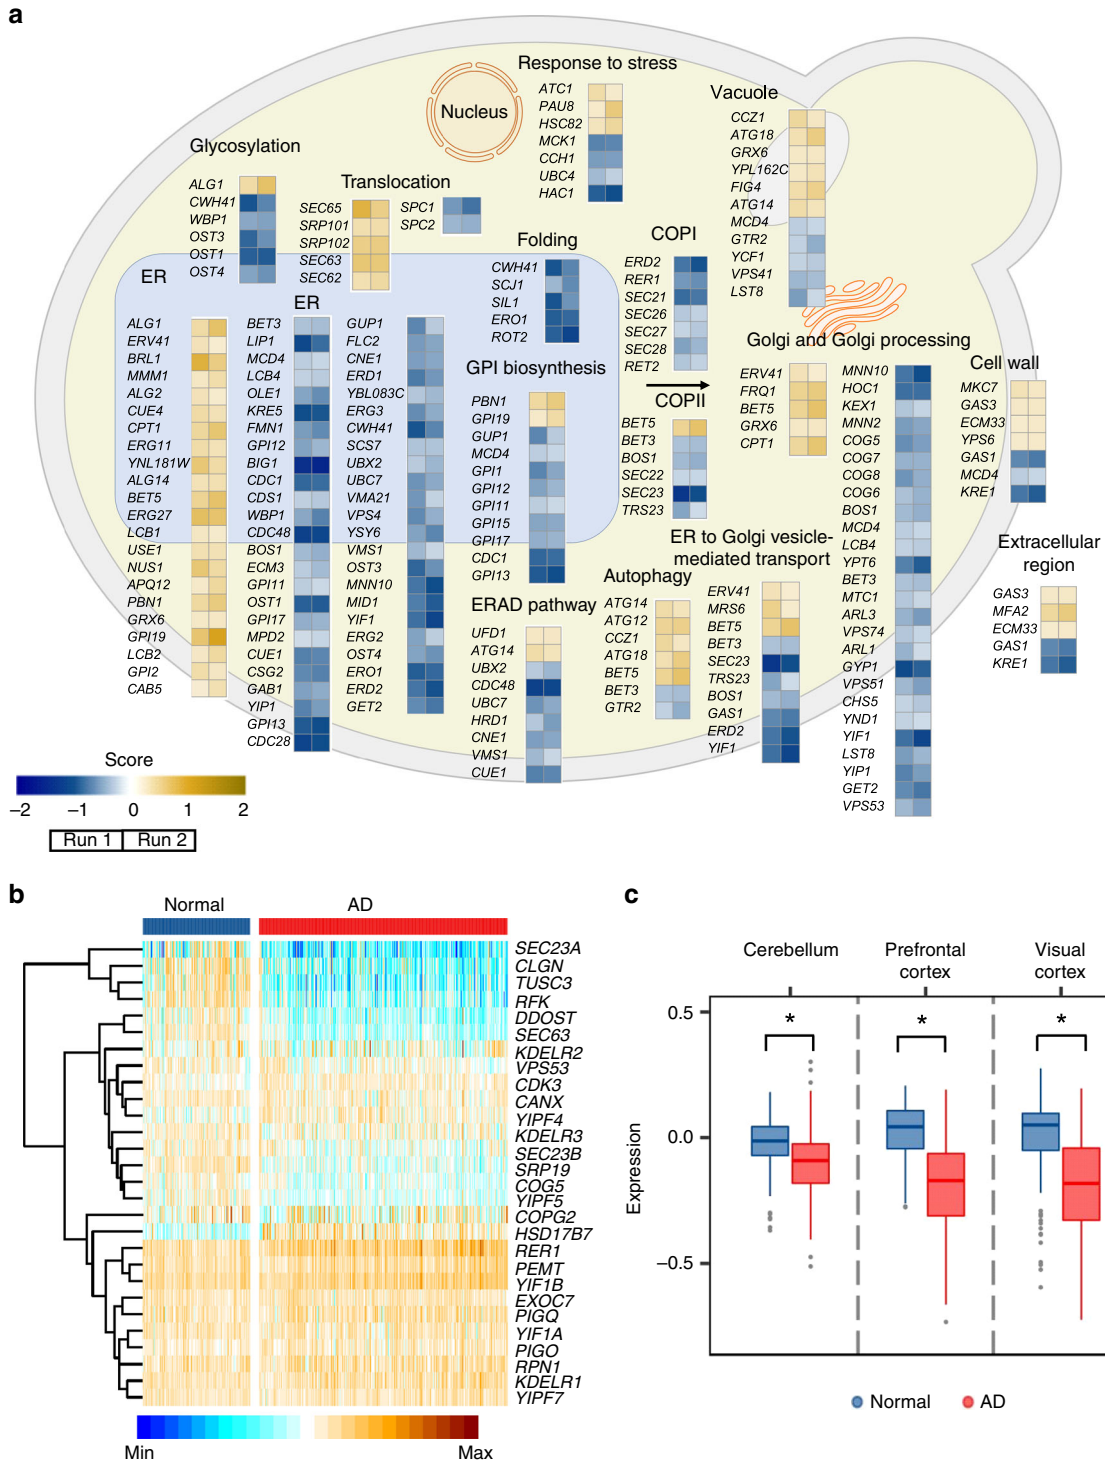 a
Response to stress
ATC1
PAU8
HSC82
MCK1
CCH1
UBC4
HAC1
Nucleus
Vacuole
CCZ1
ATG18
GRX6
YPL162C
FIG4
ATG14
MCD4
GTR2
YCF1
VPS41
LST8
Glycosylation
ALG1
CWH41
WBP1
OST3
OST1
OST4
Translocation
SEC65
SRP101
SRP102
SEC63
SEC62
SPC1
SPC2
Folding
CWH41
SCJ1
SIL1
ERO1
ROT2
COPI
ERD2
RER1
SEC21
SEC26
SEC27
SEC28
RET2
ER
ER
ALG1
ERV41
BRL1
MMM1
ALG2
CUE4
CPT1
ERG11
YNL181W
ALG14
BET5
ERG27
LCB1
USE1
NUS1
APQ12
PBN1
GRX6
GPI19
LCB2
GPI2
CAB5
BET3
LIP1
MCD4
LCB4
OLE1
KRE5
FMN1
GPI12
BIG1
CDC1
CDS1
WBP1
CDC48
BOS1
ECM3
GPI11
OST1
GPI17
MPD2
CUE1
CSG2
GAB1
YIP1
GPI13
CDC28
GUP1
FLC2
CNE1
ERD1
YBL083C
ERG3
CWH41
SCS7
UBX2
UBC7
VMA21
VPS4
YSY6
VMS1
OST3
MNN10
MID1
YIF1
ERG2
OST4
ERO1
ERD2
GET2
GPI biosynthesis
PBN1
GPI19
GUP1
MCD4
GPI1
GPI12
GPI11
GPI15
GPI17
CDC1
GPI13
COPII
BET5
BET3
BOS1
SEC22
SEC23
TRS23
Golgi and Golgi processing
ERV41
FRQ1
BET5
GRX6
CPT1
MNN10
HOC1
KEX1
MNN2
COG5
COG7
COG8
COG6
BOS1
MCD4
LCB4
YPT6
BET3
MTC1
ARL3
VPS74
ARL1
GYP1
VPS51
CHS5
YND1
YIF1
LST8
YIP1
GET2
VPS53
Cell wall
MKC7
GAS3
ECM33
YPS6
GAS1
MCD4
KRE1
Extracellular
region
GAS3
MFA2
ECM33
GAS1
KRE1
ERAD pathway
UFD1
ATG14
UBX2
CDC48
UBC7
HRD1
CNE1
VMS1
CUE1
Autophagy
ATG14
ATG12
CCZ1
ATG18
BET5
BET3
GTR2
ER to Golgi vesicle-
mediated transport
ERV41
MRS6
BET5
BET3
SEC23
TRS23
BOS1
GAS1
ERD2
YIF1
Score
−2 −1 0 1 2
Run 1 Run 2
b
Normal AD
SEC23A
CLGN
TUSC3
RFK
DDOST
SEC63
KDELR2
VPS53
CDK3
CANX
YIPF4
KDELR3
SEC23B
SRP19
COG5
YIPF5
COPG2
HSD17B7
RER1
PEMT
YIF1B
EXOC7
PIGQ
YIF1A
PIGO
RPN1
KDELR1
YIPF7
Min Max
c
Cerebellum
Prefrontal
cortex
Visual
cortex
* * *
Expression
0.5
0.0
−0.5
Normal AD